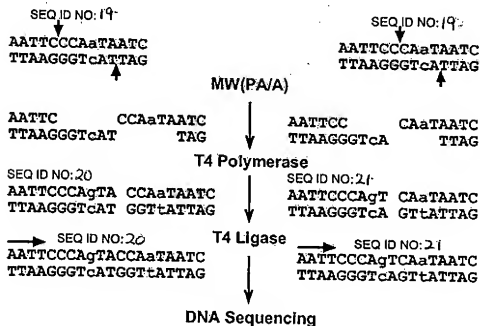 SEQ ID NO: 19
SEQ ID NO: 19
AATTCCCAaTAATC
TTAAGGGTcATTAG
AATTCCCAaTAATC
TTAAGGGTcATTAG
MW(PA/A)
AATTC CCAaTAATC
TTAAGGGTcAT TAG
AATTCC CAaTAATC
TTAAGGGTcA TTAG
T4 Polymerase
SEQ ID NO: 20
AATTCCCAgTA CCAaTAATC
TTAAGGGTcAT GGTtATTAG
SEQ ID NO: 21
AATTCCCAgT CAaTAATC
TTAAGGGTcA GTtATTAG
T4 Ligase
SEQ ID NO: 20
AATTCCCAgTACCAaTAATC
TTAAGGGTcATGGTtATTAG
SEQ ID NO: 21
AATTCCCAgTCAaTAATC
TTAAGGGTcAGTtATTAG
DNA Sequencing